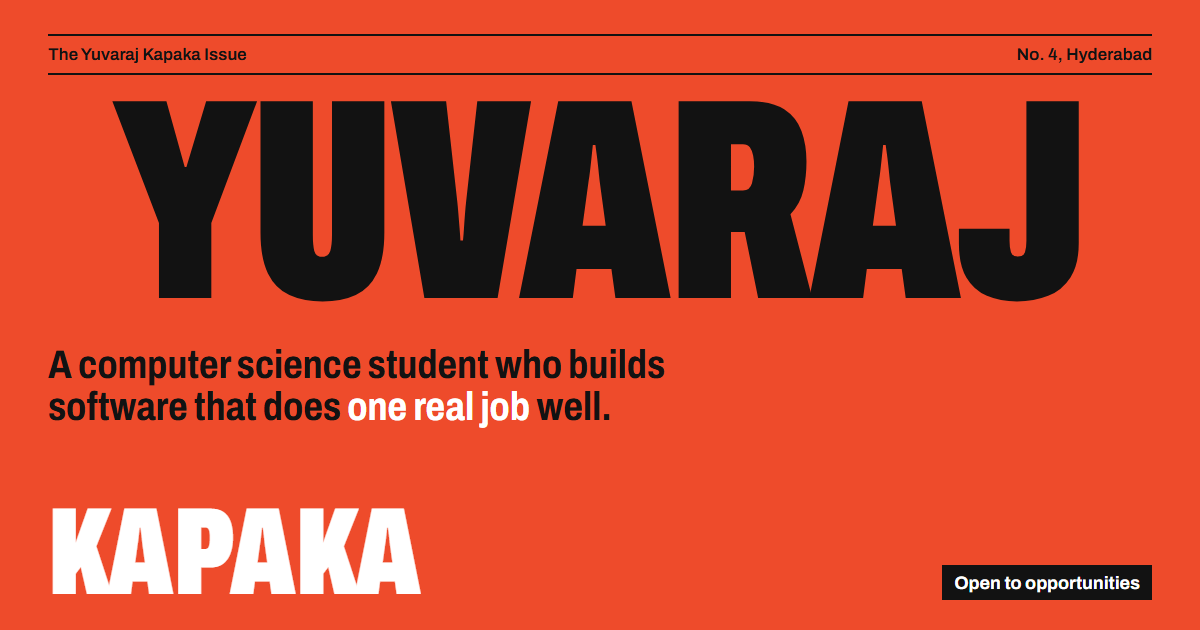 The Yuvaraj Kapaka Issue
No. 4, Hyderabad
YUVARAJ
A computer science student who builds
software that does one real job well.
KAPAKA
Open to opportunities